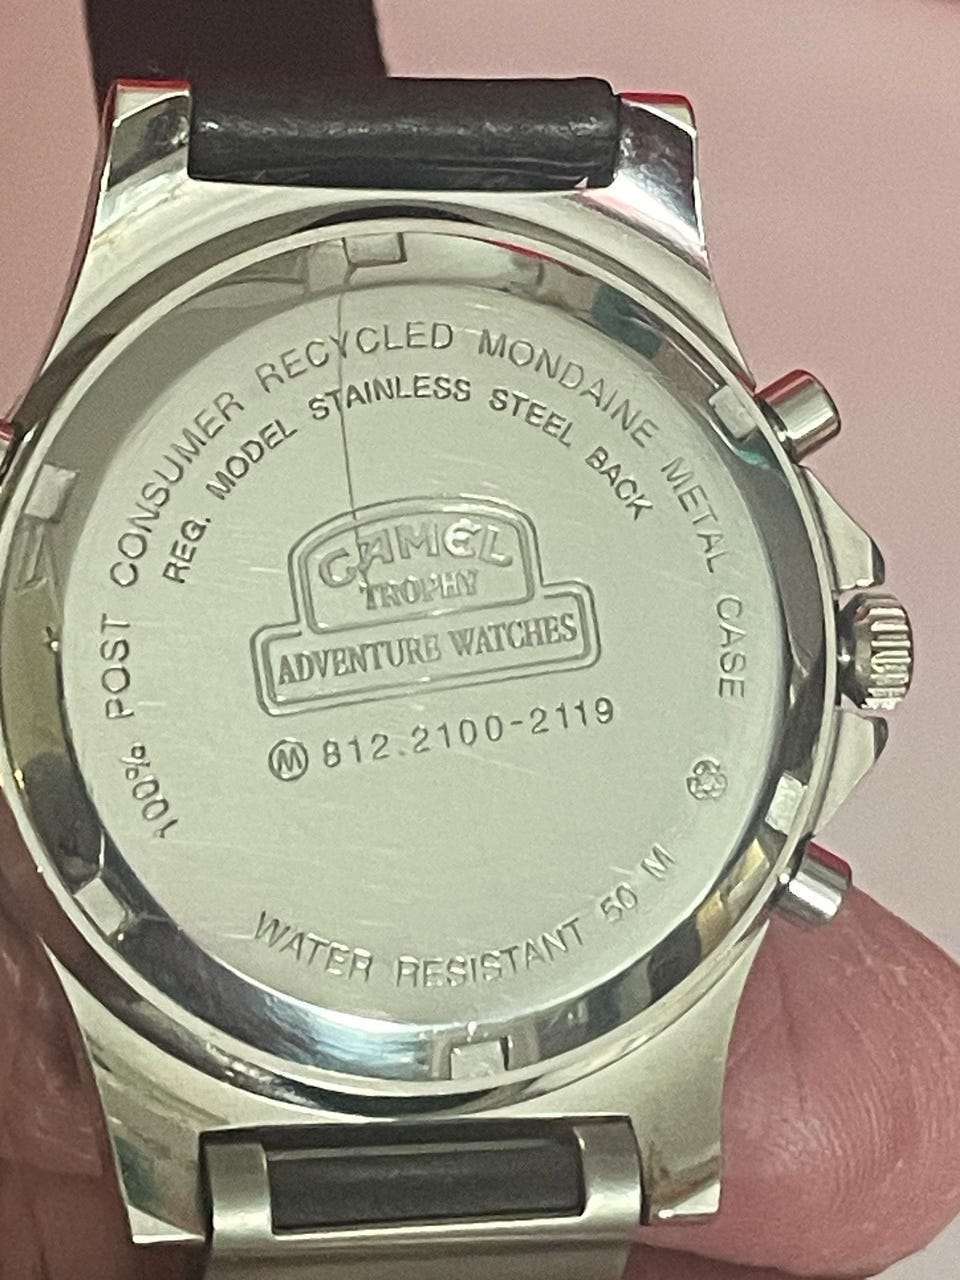 100% POST CONSUMER RECYCLED MONDAINE METAL CASE
REG. MODEL STAINLESS STEEL BACK
CAMEL
TROPHY
ADVENTURE WATCHES
M 812.2100-2119
WATER RESISTANT 50 M